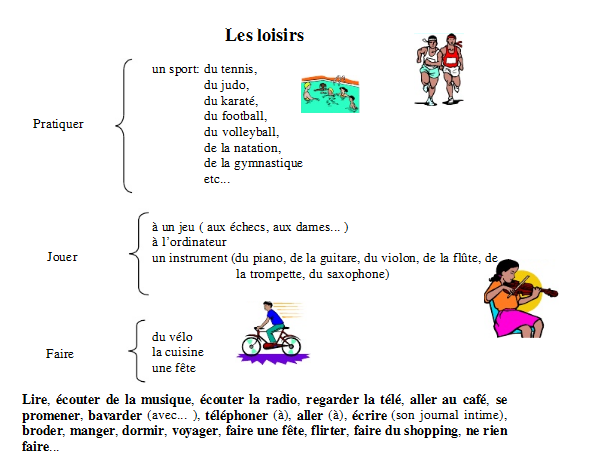 Les loisirs
Pratiquer
un sport: du tennis,
du judo,
du karaté,
du football,
du volleyball,
de la natation,
de la gymnastique
etc...
Jouer
à un jeu ( aux échecs, aux dames... )
à l'ordinateur
un instrument (du piano, de la guitare, du violon, de la flûte, de
la trompette, du saxophone)
Faire
du vélo
la cuisine
une fête
Lire, écouter de la musique, écouter la radio, regarder la télé, aller au café, se
promener, bavarder (avec... ), téléphoner (à), aller (à), écrire (son journal intime),
broder, manger, dormir, voyager, faire une fête, flirter, faire du shopping, ne rien
faire...